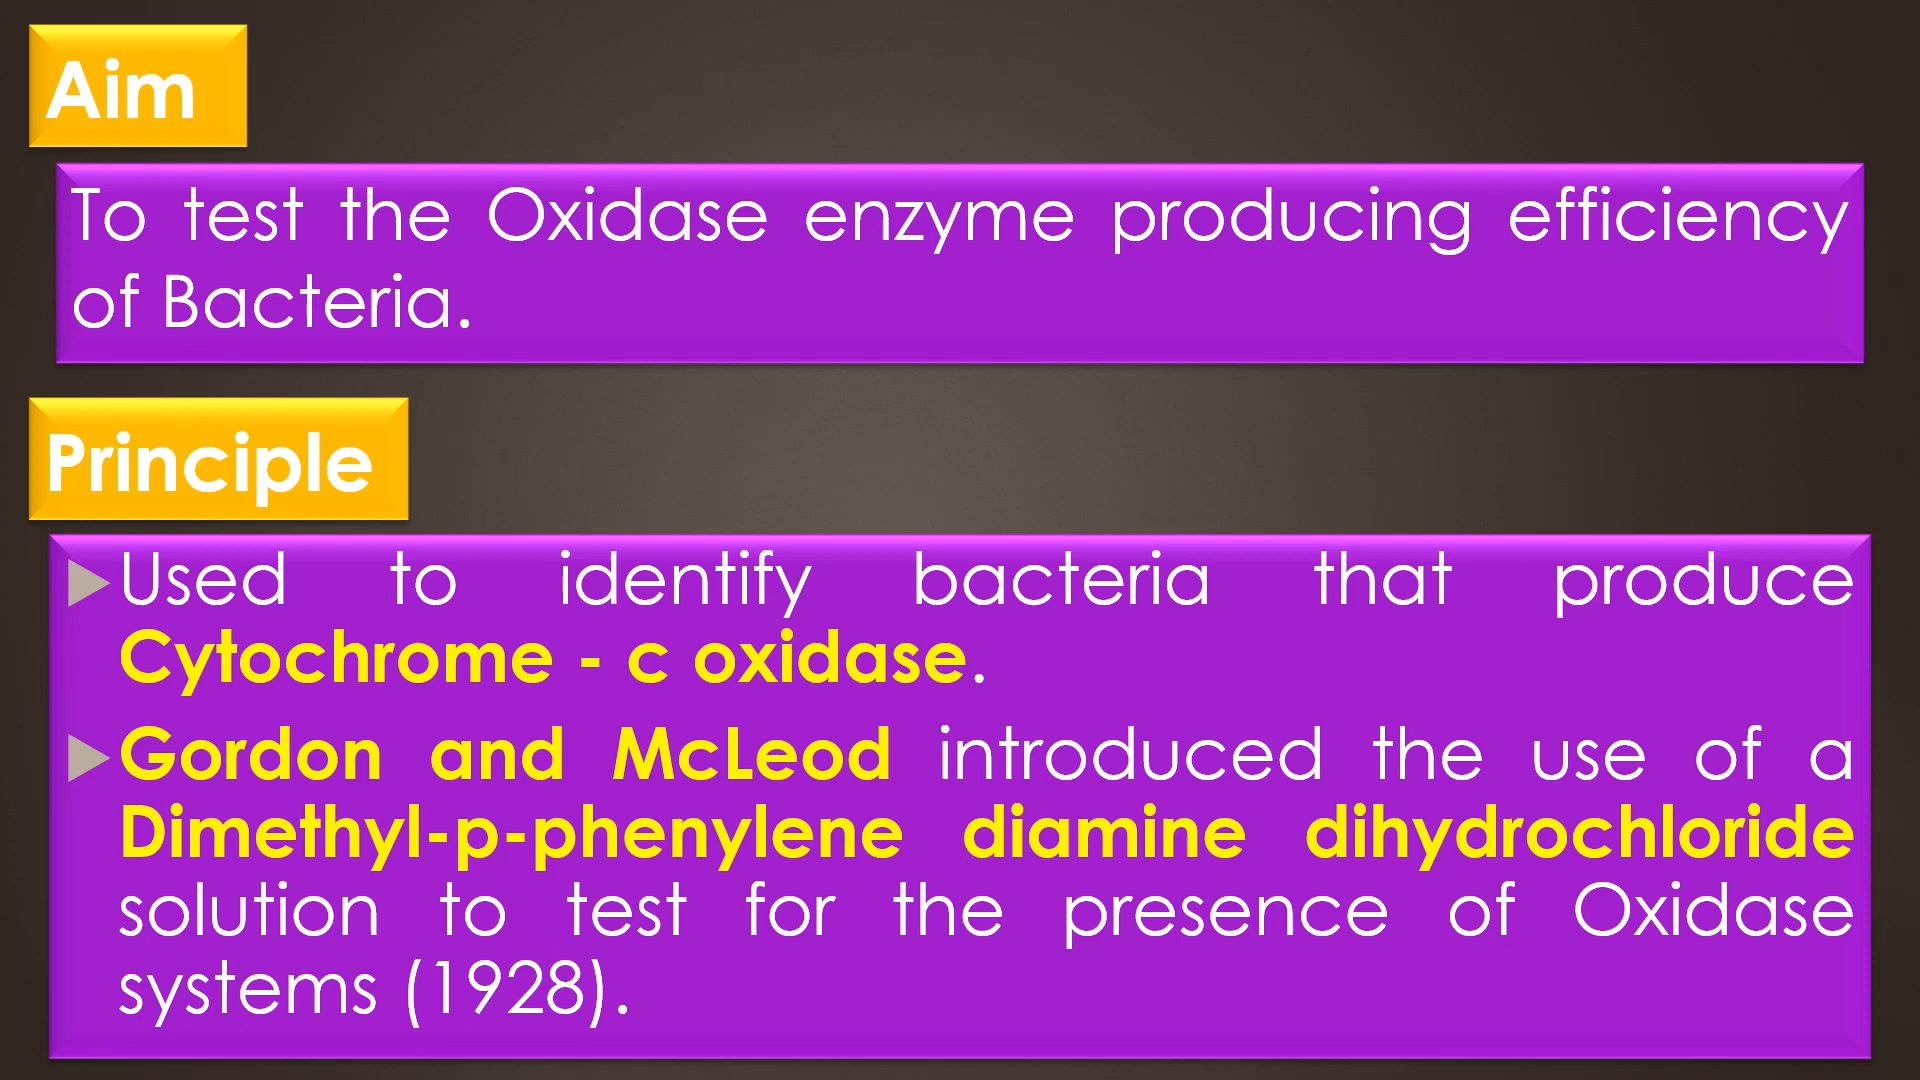 Aim
To test the Oxidase enzyme producing efficiency
of Bacteria.
Principle
Used to identify bacteria that produce
Cytochrome - c oxidase.
Gordon and McLeod introduced the use of a
Dimethyl-p-phenylene diamine dihydrochloride
solution to test for the presence of Oxidase
systems (1928).